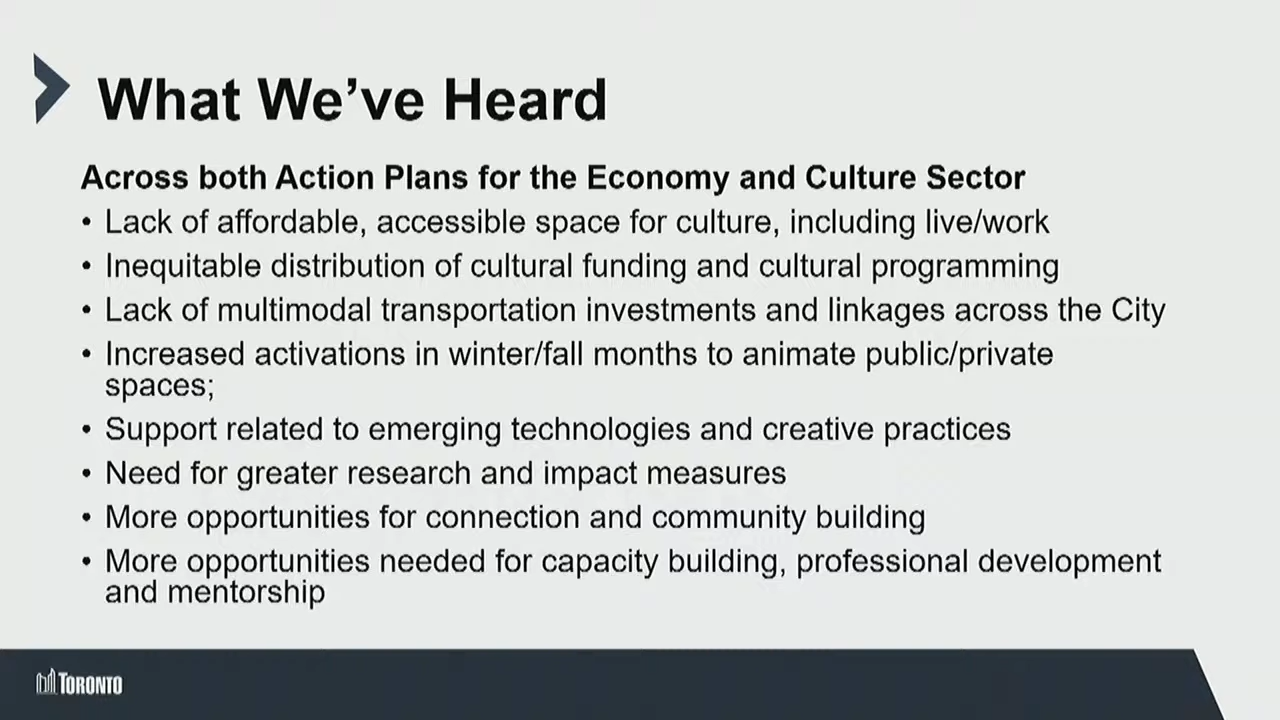 What We've Heard
Across both Action Plans for the Economy and Culture Sector
• Lack of affordable, accessible space for culture, including live/work
• Inequitable distribution of cultural funding and cultural programming
• Lack of multimodal transportation investments and linkages across the City
• Increased activations in winter/fall months to animate public/private
spaces;
• Support related to emerging technologies and creative practices
• Need for greater research and impact measures
• More opportunities for connection and community building
• More opportunities needed for capacity building, professional development
and mentorship
TORONTO